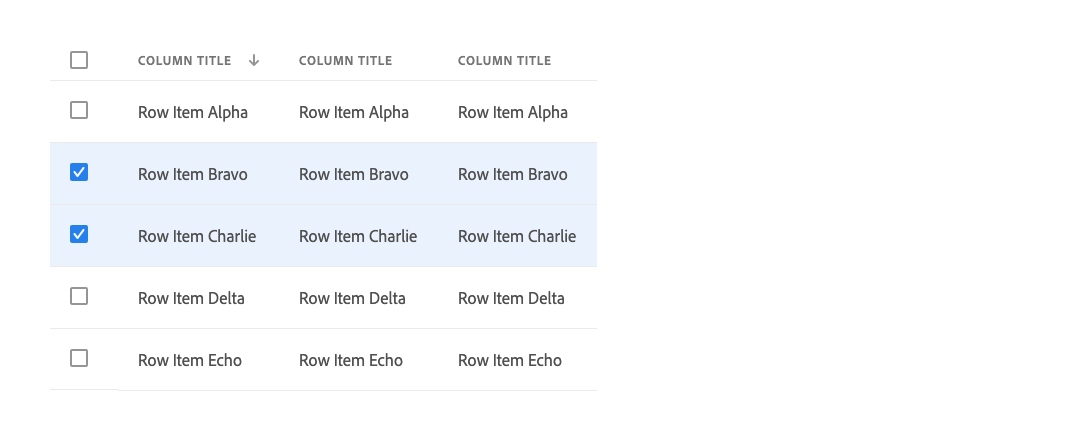 COLUMN TITLE COLUMN TITLE COLUMN TITLE
Row Item Alpha Row Item Alpha Row Item Alpha
Row Item Bravo Row Item Bravo Row Item Bravo
Row Item Charlie Row Item Charlie Row Item Charlie
Row Item Delta Row Item Delta Row Item Delta
Row Item Echo Row Item Echo Row Item Echo